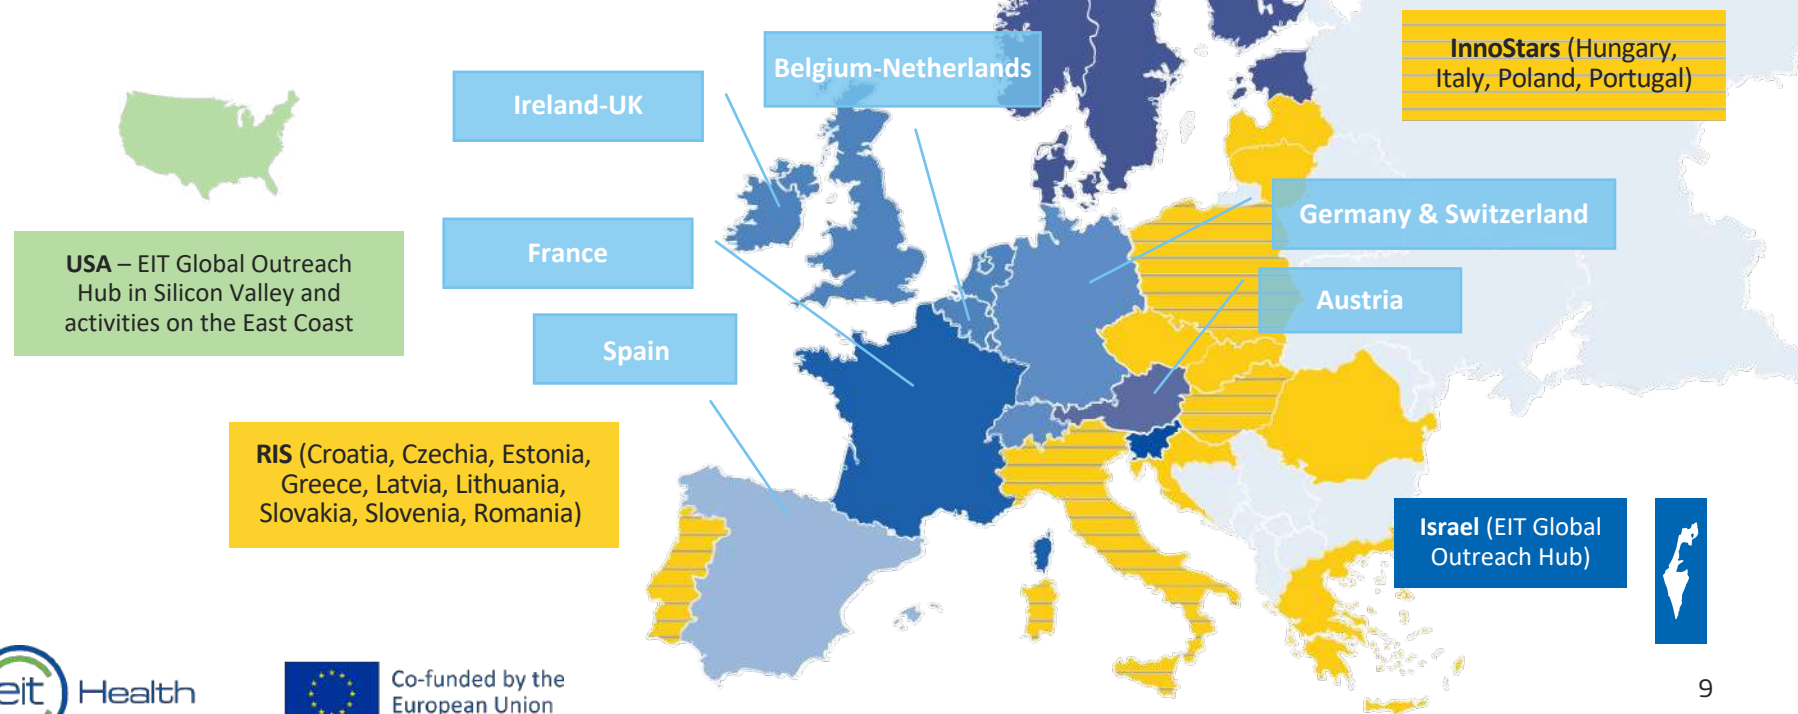 Belgium-Netherlands
InnoStars (Hungary,
Italy, Poland, Portugal)
Ireland-UK
Germany & Switzerland
France
USA – EIT Global Outreach
Hub in Silicon Valley and
activities on the East Coast
Austria
Spain
RIS (Croatia, Czechia, Estonia,
Greece, Latvia, Lithuania,
Slovakia, Slovenia, Romania)
Israel (EIT Global
Outreach Hub)
eit Health
Co-funded by the
European Union
9